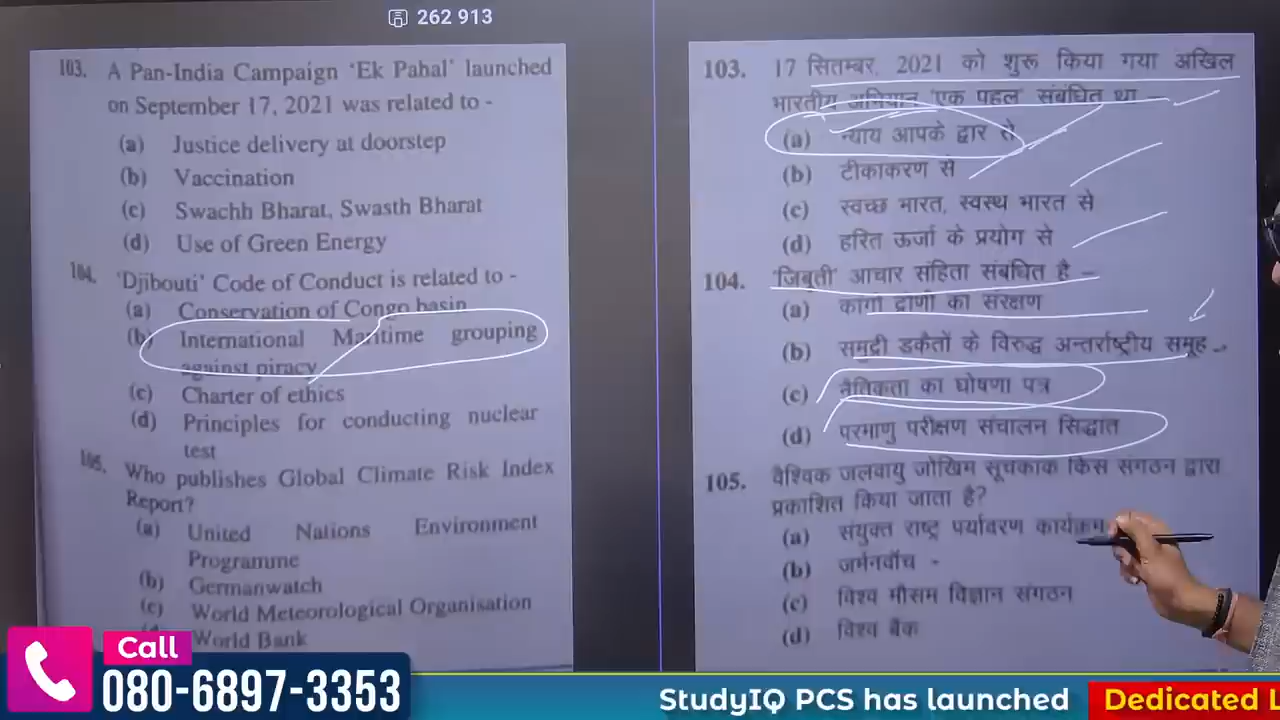 262 913
103. A Pan-India Campaign 'Ek Pahal' launched
on September 17, 2021 was related to -
(a) Justice delivery at doorstep
(b) Vaccination
(c) Swachh Bharat, Swasth Bharat
(d) Use of Green Energy
104. 'Djibouti' Code of Conduct is related to -
(a) Conservation of Congo basin
(b) International Maritime grouping
against piracy
(c) Charter of ethics
(d) Principles for conducting nuclear
test
105. Who publishes Global Climate Risk Index
Report?
(a) United Nations Environment
Programme
(b) Germanwatch
(c) World Meteorological Organisation
World Bank
103. 17 सितम्बर, 2021 को शुरू किया गया अखिल
भारतीय अभियान 'एक पहल' संबंधित था –
(a) न्याय आपके द्वार से
(b) टीकाकरण से
(c) स्वच्छ भारत, स्वस्थ भारत से
(d) हरित ऊर्जा के प्रयोग से
104. 'जिबूती' आचार संहिता संबंधित है –
(a) कांगो द्रोणी का संरक्षण
(b) समुद्री डकैतों के विरुद्ध अन्तर्राष्ट्रीय समूह
(c) नैतिकता का घोषणा पत्र
(d) परमाणु परीक्षण संचालन सिद्धांत
105. वैश्विक जलवायु जोखिम सूचकांक किस संगठन द्वारा
प्रकाशित किया जाता है?
(a) संयुक्त राष्ट्र पर्यावरण कार्यक्रम
(b) जर्मनवॉच
(c) विश्व मौसम विज्ञान संगठन
(d) विश्व बैंक
Call
080-6897-3353
StudyIQ PCS has launched
Dedicated